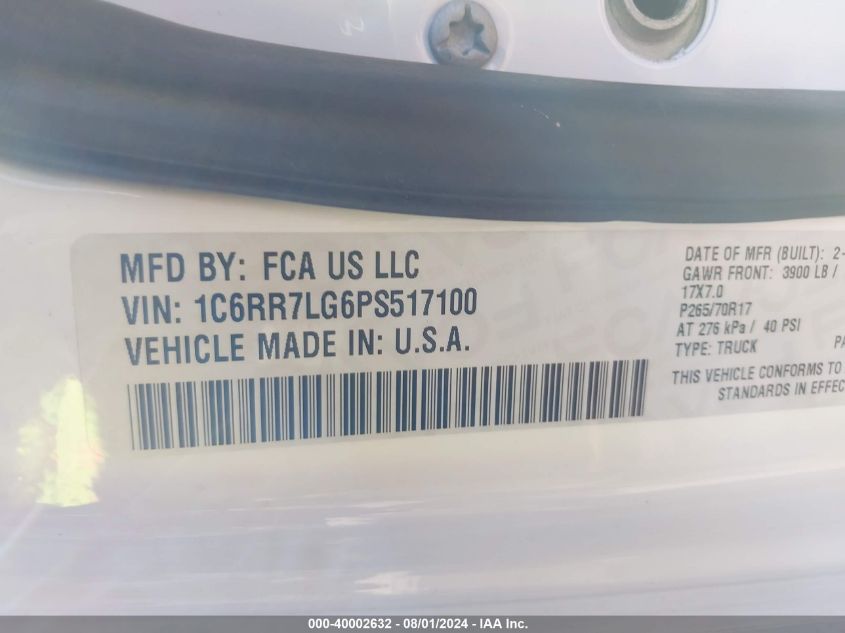 MFD BY: FCA US LLC
VIN: 1C6RR7LG6PS517100
VEHICLE MADE IN: U.S.A.
DATE OF MFR (BUILT): 2-
GAWR FRONT: 3900 LB /
17X7.0
P265/70R17
AT 276 kPa / 40 PSI
TYPE: TRUCK
THIS VEHICLE CONFORMS TO
STANDARDS IN EFFEC
000-40002632 - 08/01/2024 - IAA Inc.